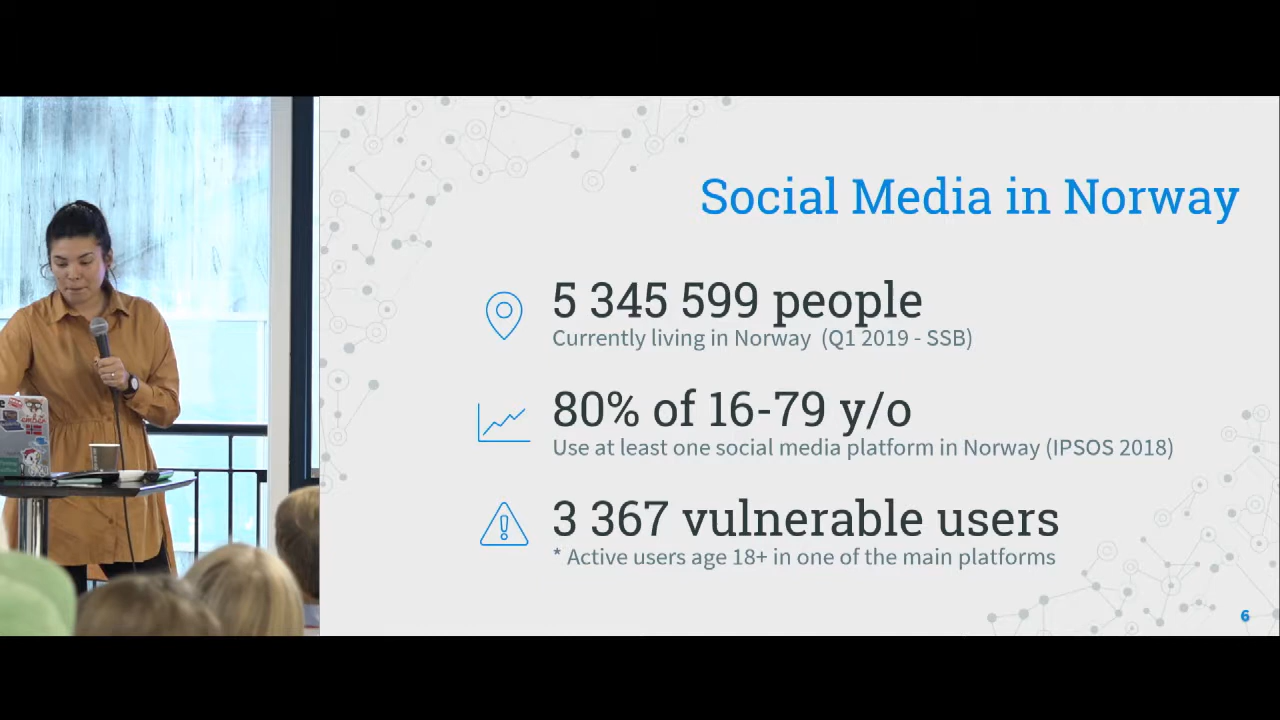 Social Media in Norway
5 345 599 people
Currently living in Norway (Q1 2019 - SSB)
80% of 16-79 y/o
Use at least one social media platform in Norway (IPSOS 2018)
3 367 vulnerable users
* Active users age 18+ in one of the main platforms
6